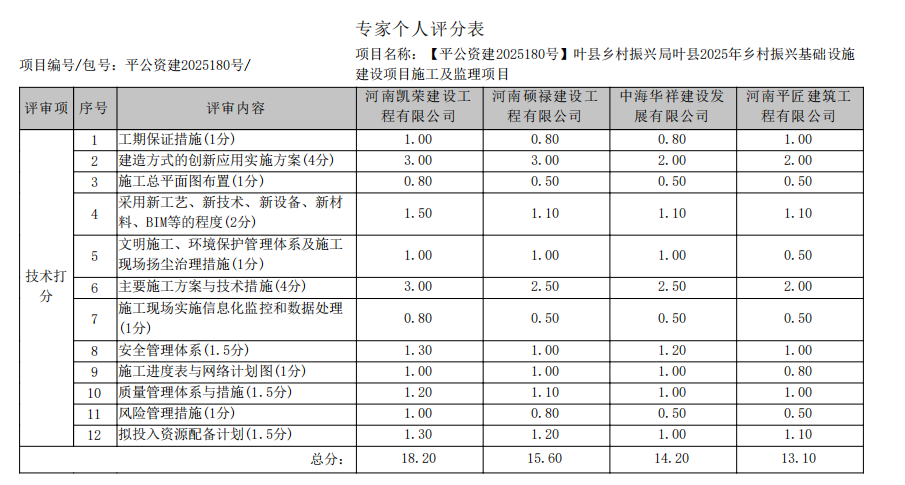 专家个人评分表
项目编号/包号: 平公资建2025180号/
项目名称: 【平公资建2025180号】叶县乡村振兴局叶县2025年乡村振兴基础设施
建设项目施工及监理项目
评审项 序号 评审内容 河南凯荣建设工 河南硕禄建设工 中海华祥建设发 河南平匠建筑工
程有限公司 程有限公司 展有限公司 程有限公司
技术打
分
1 工期保证措施(1分) 1.00 0.80 0.80 1.00
2 建造方式的创新应用实施方案(4分) 3.00 3.00 2.00 2.00
3 施工总平面图布置(1分) 0.80 0.50 0.50 0.50
4 采用新工艺、新技术、新设备、新材
料、BIM等的程度(2分) 1.50 1.10 1.10 1.10
5 文明施工、环境保护管理体系及施工
现场扬尘治理措施(1分) 1.00 1.00 1.00 0.50
6 主要施工方案与技术措施(4分) 3.00 2.50 2.50 2.00
7 施工现场实施信息化监控和数据处理
(1分) 0.80 0.50 0.50 0.50
8 安全管理体系(1.5分) 1.30 1.00 1.20 1.00
9 施工进度表与网络计划图(1分) 1.00 1.00 1.00 0.80
10 质量管理体系与措施(1.5分) 1.20 1.10 1.00 1.00
11 风险管理措施(1分) 1.00 0.80 0.50 0.50
12 拟投入资源配备计划(1.5分) 1.30 1.20 1.00 1.10
总分: 18.20 15.60 14.20 13.10